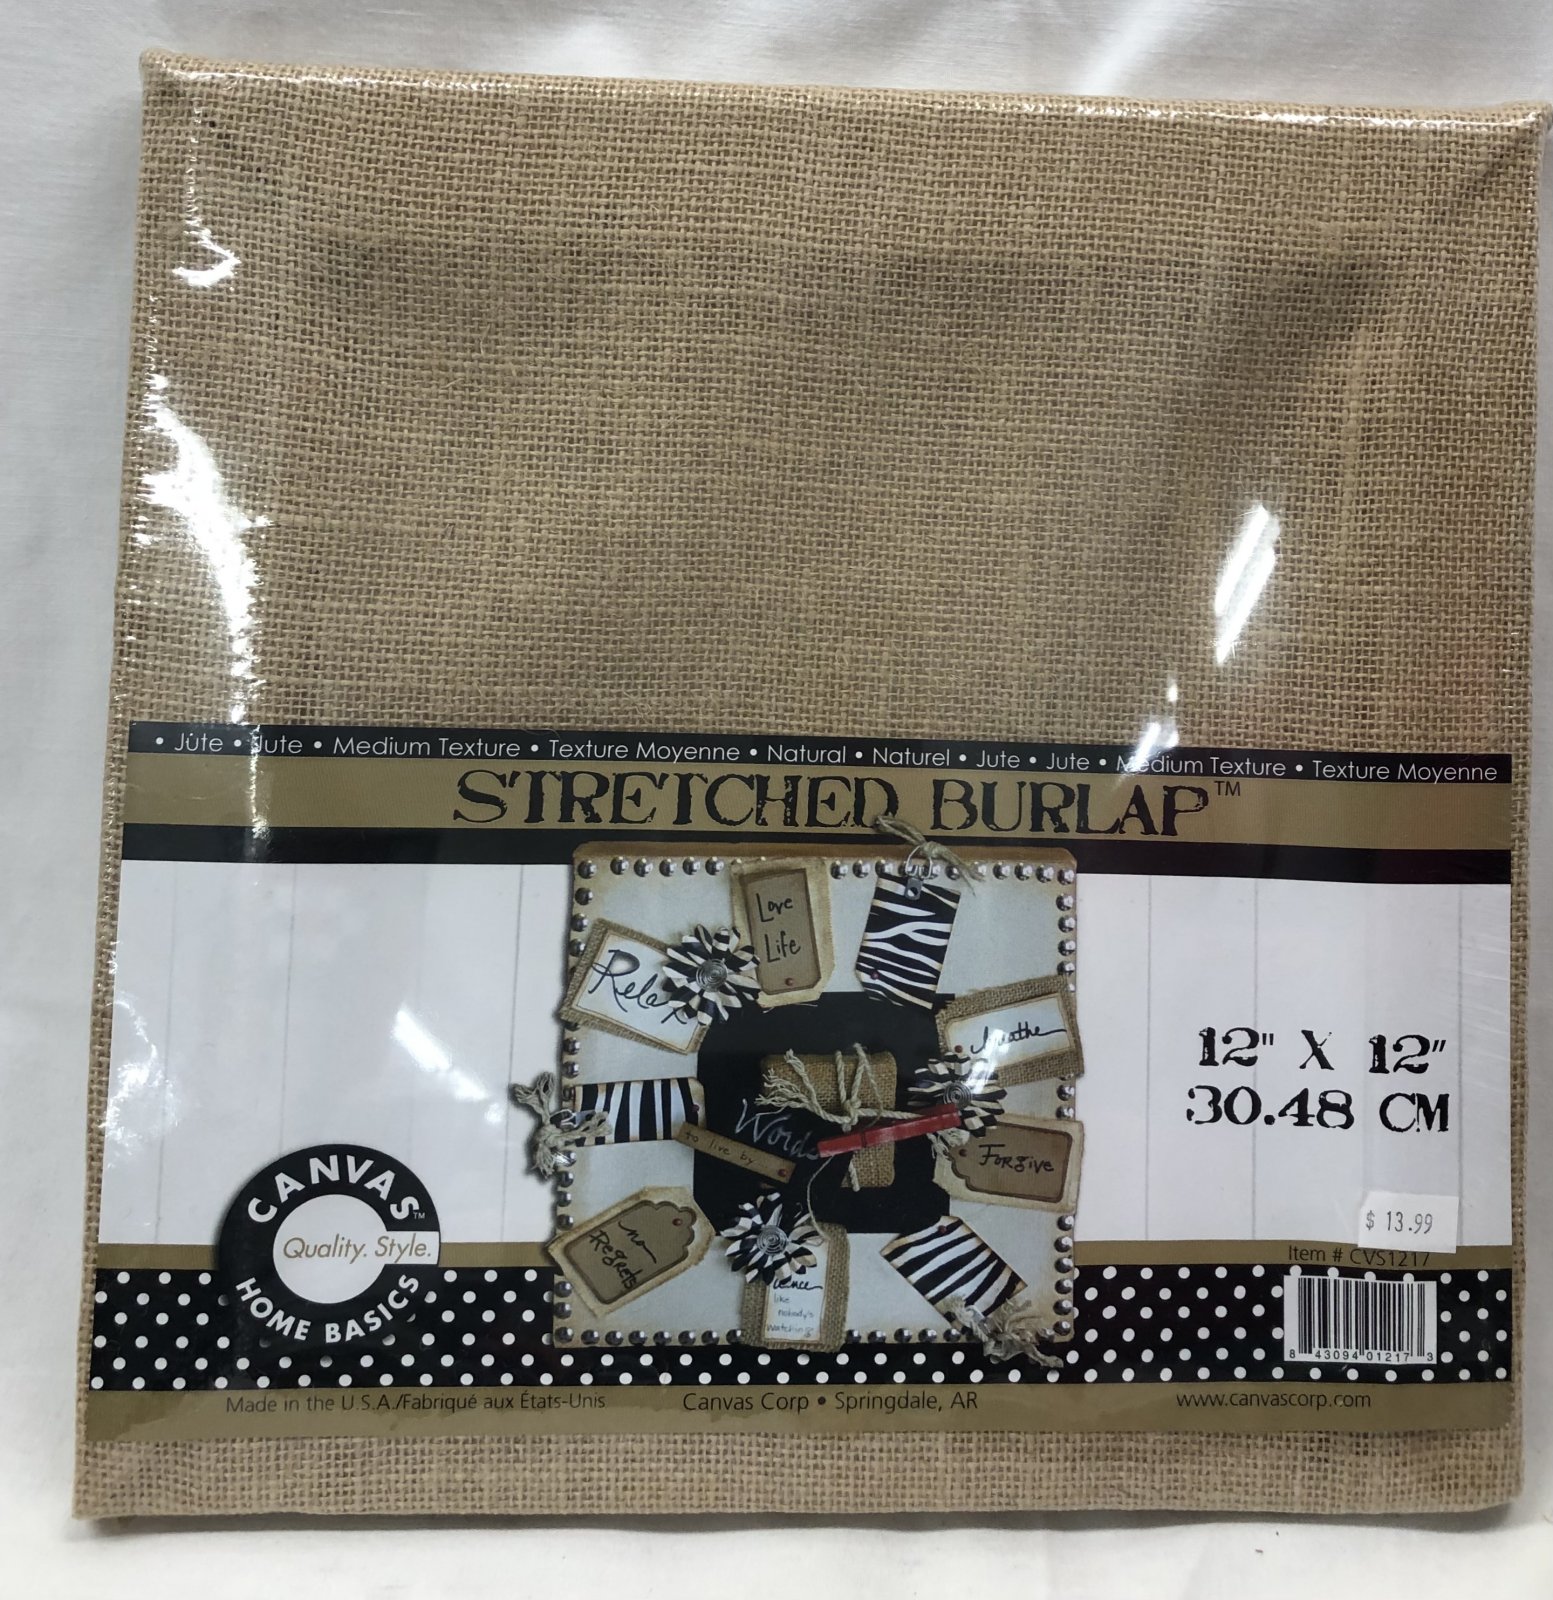 • Jute • Jute • Medium Texture • Texture Moyenne • Natural • Naturel • Jute • Jute • Medium Texture • Texture Moyenne
STRETCHED BURLAP™
Love
Life
Relax
breathe
12" X 12"
30.48 CM
Words
to live by
Forgive
no
Regrets
like
nobody's
watching
CANVAS™
Quality. Style.
HOME BASICS
$ 13.99
Item # CVS1217
8 43094 01217 3
Made in the U.S.A./Fabriqué aux États-Unis
Canvas Corp • Springdale, AR
www.canvascorp.com